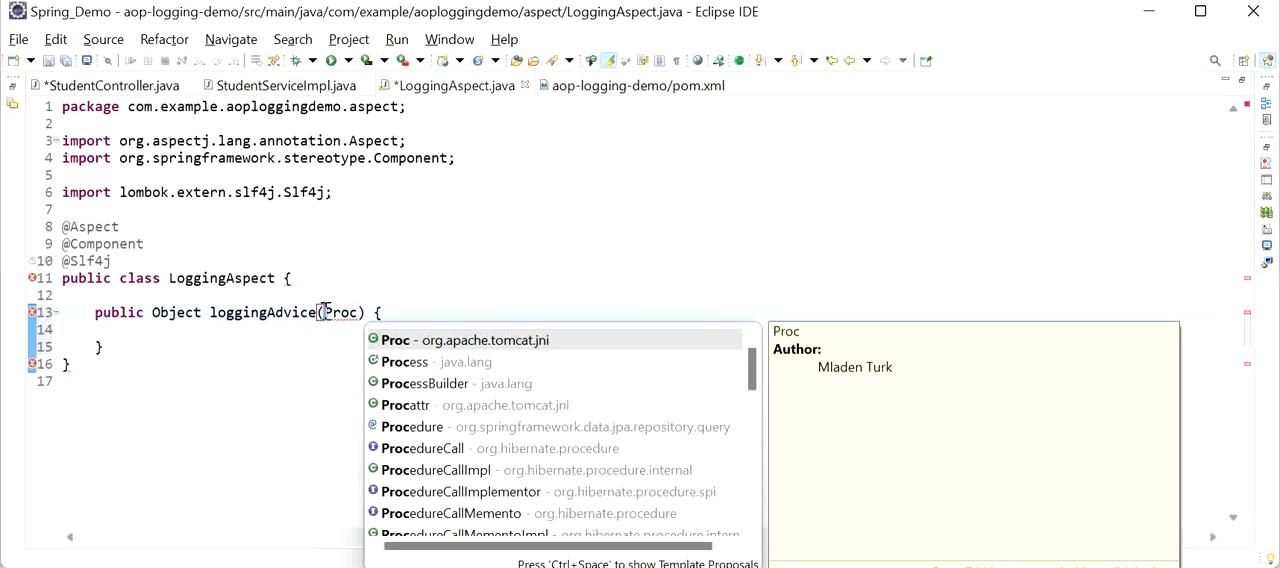 Spring_Demo - aop-logging-demo/src/main/java/com/example/aoploggingdemo/aspect/LoggingAspect.java - Eclipse IDE
File Edit Source Refactor Navigate Search Project Run Window Help
*StudentController.java StudentServiceImpl.java *LoggingAspect.java aop-logging-demo/pom.xml
1 package com.example.aoploggingdemo.aspect;
2
3 import org.aspectj.lang.annotation.Aspect;
4 import org.springframework.stereotype.Component;
5
6 import lombok.extern.slf4j.Slf4j;
7
8 @Aspect
9 @Component
10 @Slf4j
11 public class LoggingAspect {
12
13 public Object loggingAdvice(Proc) {
14
15 }
16 }
17
Proc - org.apache.tomcat.jni
Process - java.lang
ProcessBuilder - java.lang
Procattr - org.apache.tomcat.jni
Procedure - org.springframework.data.jpa.repository.query
ProcedureCall - org.hibernate.procedure
ProcedureCallImpl - org.hibernate.procedure.internal
ProcedureCallImplementor - org.hibernate.procedure.spi
ProcedureCallMemento - org.hibernate.procedure
ProcedureCallMementoImpl - org.hibernate.procedure.intern
Press 'Ctrl+Space' to show Template Proposals
Proc
Author:
Mladen Turk